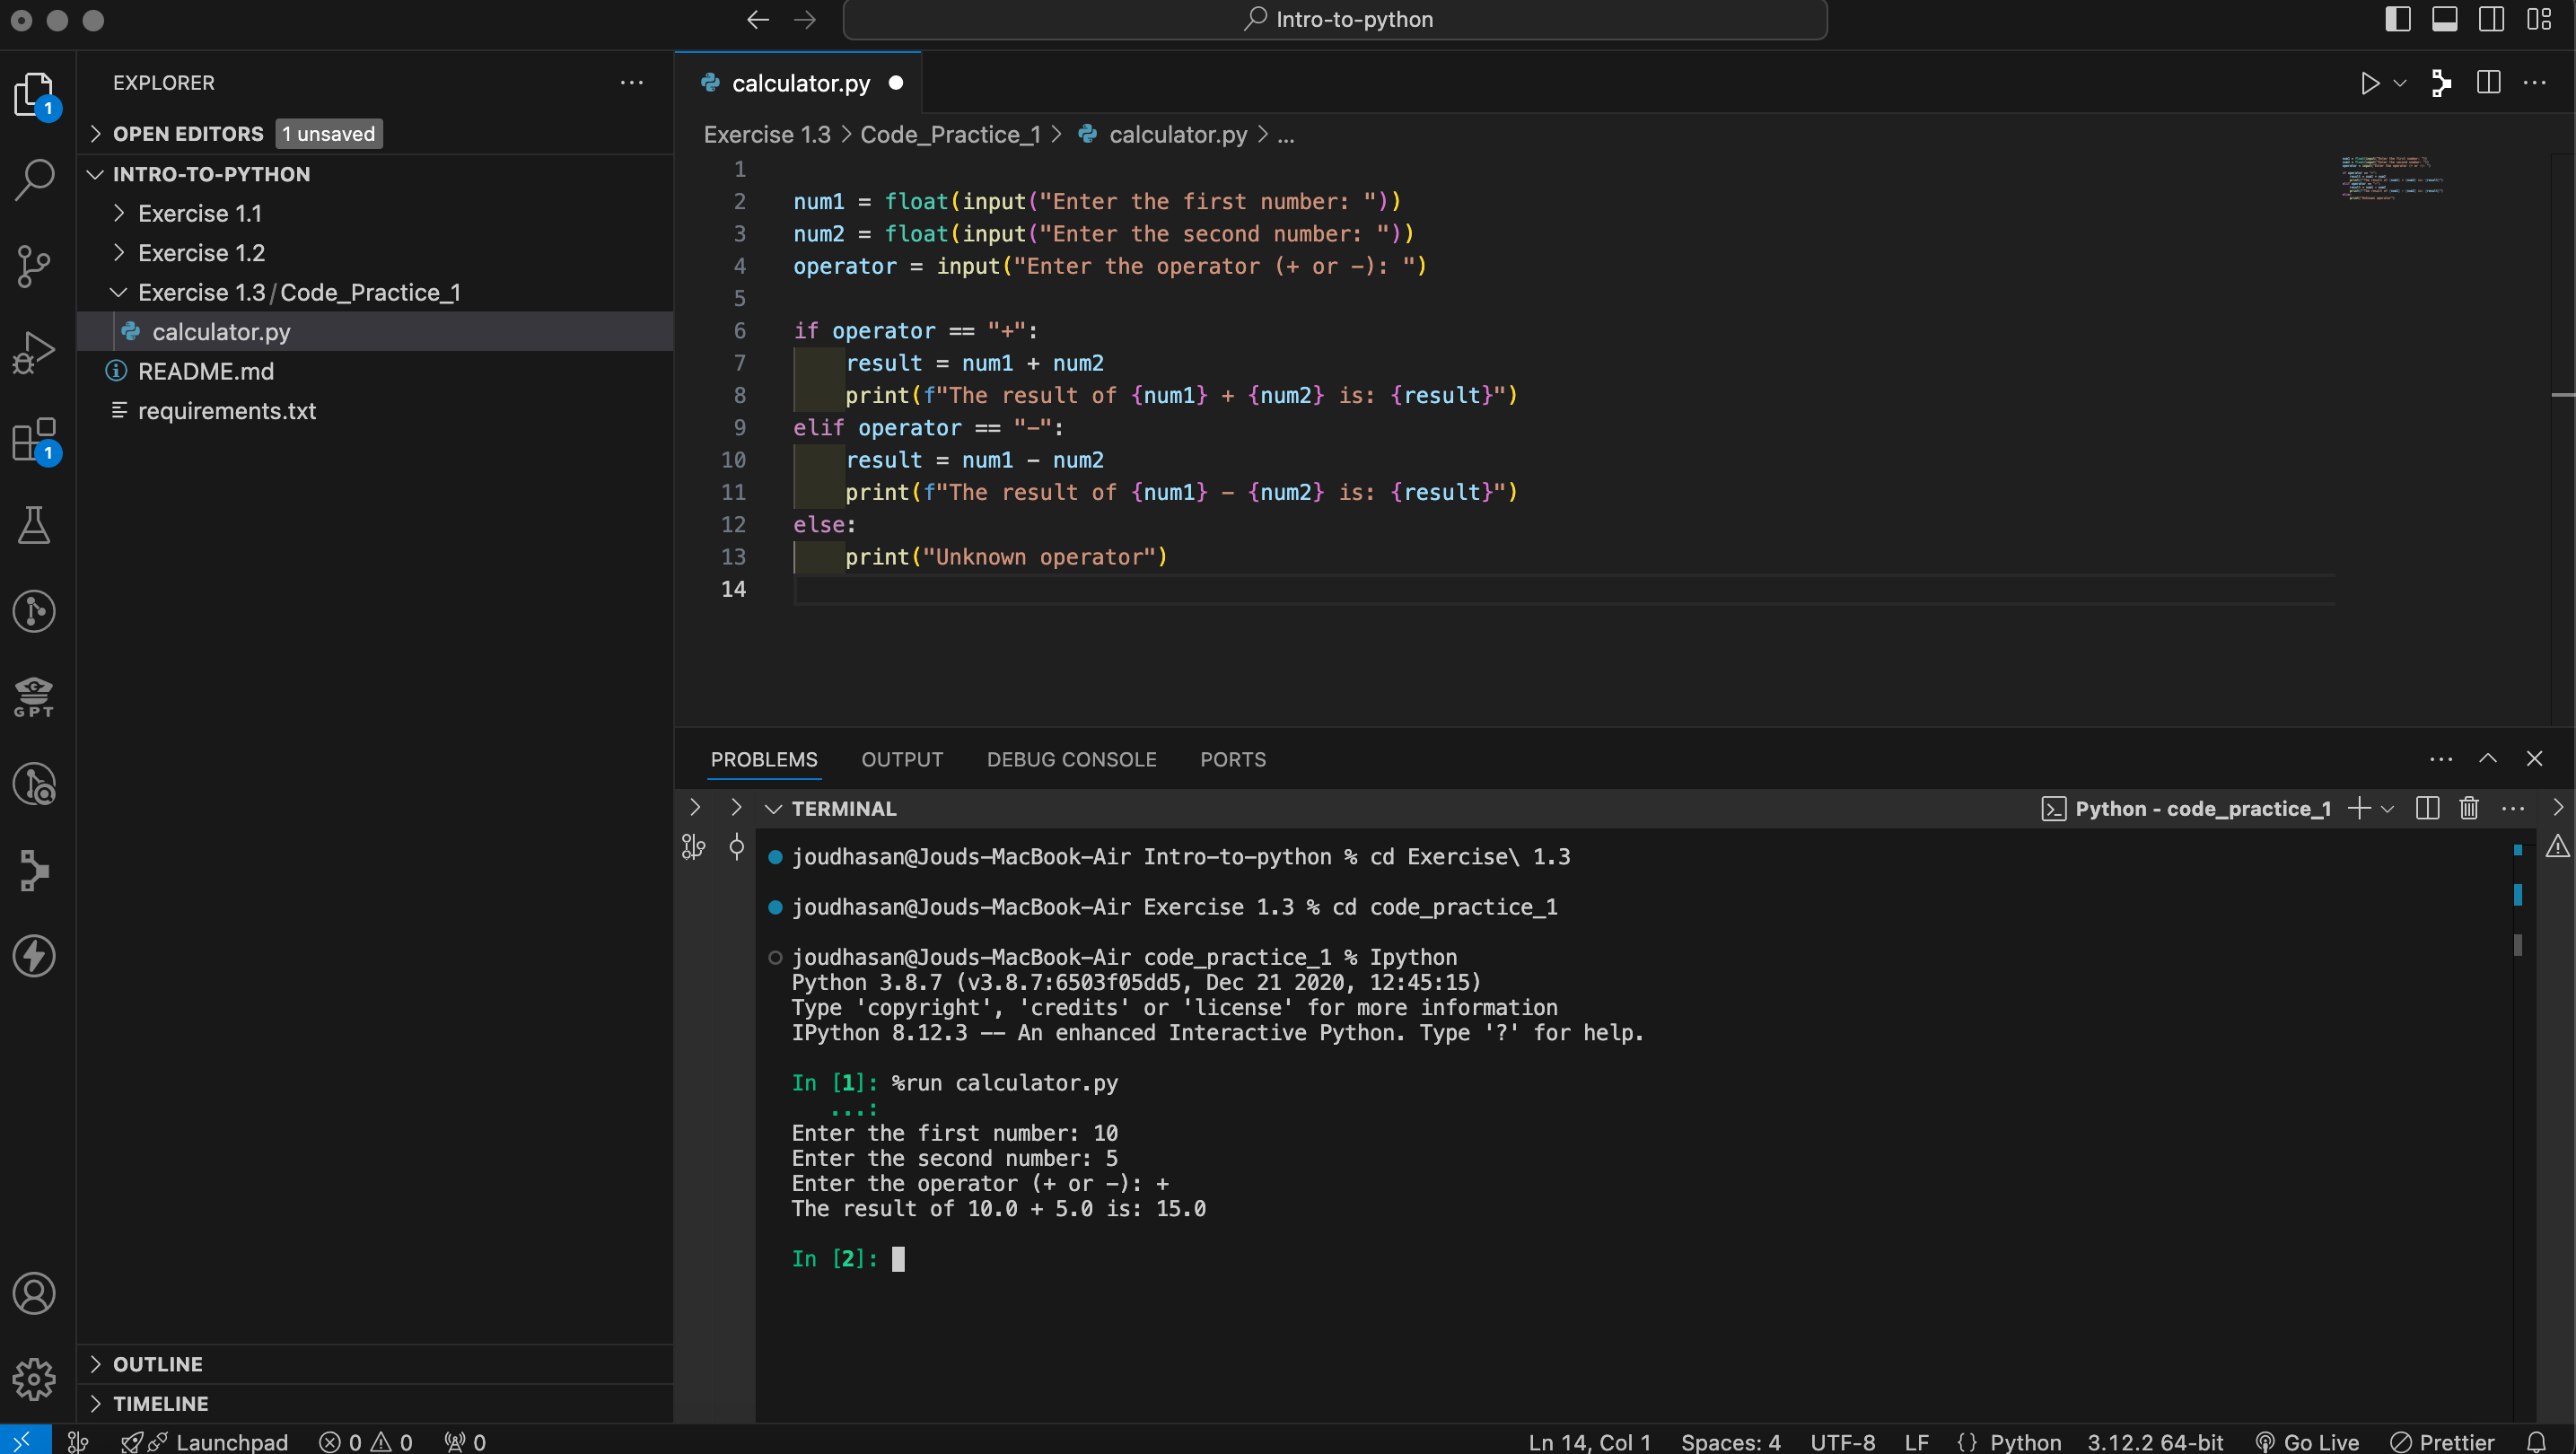 Intro-to-python
EXPLORER
1
OPEN EDITORS 1 unsaved
INTRO-TO-PYTHON
Exercise 1.1
Exercise 1.2
Exercise 1.3/Code_Practice_1
calculator.py
README.md
requirements.txt
1
GPT
OUTLINE
TIMELINE
calculator.py
Exercise 1.3 > Code_Practice_1 > calculator.py > ...
1
2 num1 = float(input("Enter the first number: "))
3 num2 = float(input("Enter the second number: "))
4 operator = input("Enter the operator (+ or -): ")
5
6 if operator == "+":
7     result = num1 + num2
8     print(f"The result of {num1} + {num2} is: {result}")
9 elif operator == "-":
10     result = num1 - num2
11     print(f"The result of {num1} - {num2} is: {result}")
12 else:
13     print("Unknown operator")
14
PROBLEMS OUTPUT DEBUG CONSOLE PORTS
TERMINAL Python - code_practice_1
joudhasan@Jouds-MacBook-Air Intro-to-python % cd Exercise\ 1.3
joudhasan@Jouds-MacBook-Air Exercise 1.3 % cd code_practice_1
joudhasan@Jouds-MacBook-Air code_practice_1 % Ipython
Python 3.8.7 (v3.8.7:6503f05dd5, Dec 21 2020, 12:45:15)
Type 'copyright', 'credits' or 'license' for more information
IPython 8.12.3 -- An enhanced Interactive Python. Type '?' for help.
In [1]: %run calculator.py
   ...:
Enter the first number: 10
Enter the second number: 5
Enter the operator (+ or -): +
The result of 10.0 + 5.0 is: 15.0
In [2]:
Launchpad 0 0 0 Ln 14, Col 1 Spaces: 4 UTF-8 LF {} Python 3.12.2 64-bit Go Live Prettier